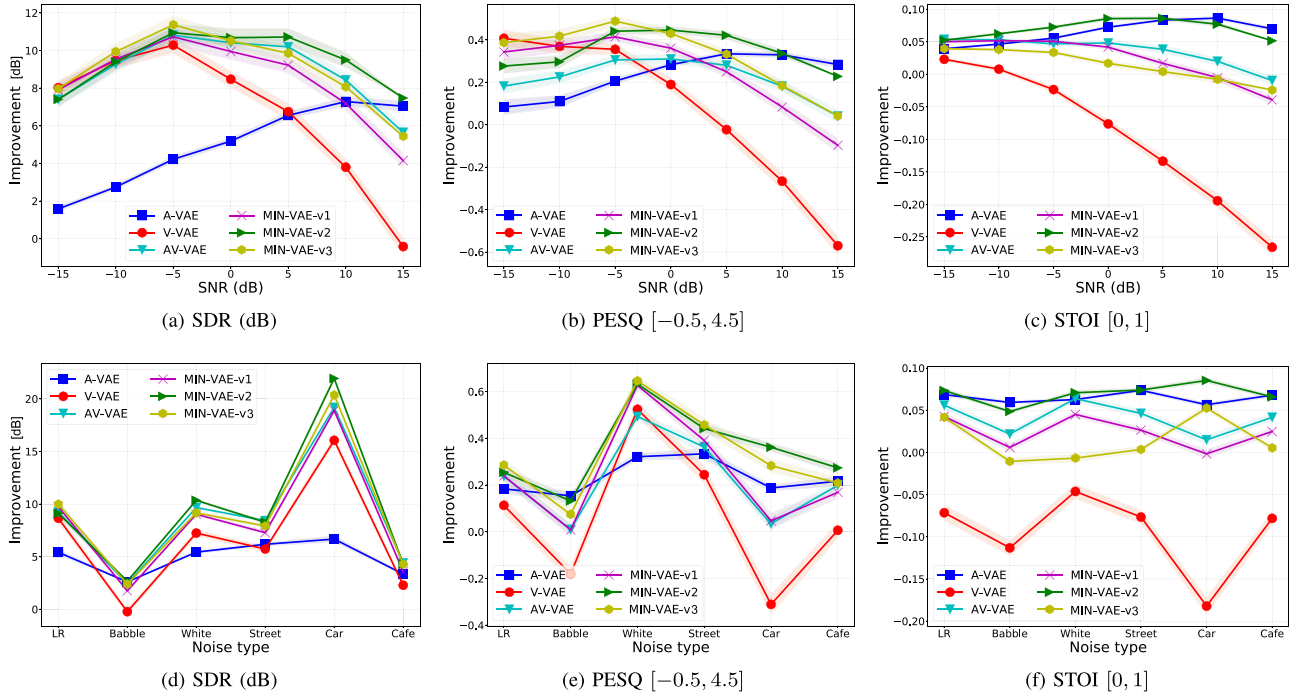 12
10
8
6
4
2
0
Improvement [dB]
A-VAE
V-VAE
AV-VAE
MIN-VAE-v1
MIN-VAE-v2
MIN-VAE-v3
−15 −10 −5 0 5 10 15
SNR (dB)
(a) SDR (dB)
0.6
0.4
0.2
0.0
−0.2
−0.4
−0.6
Improvement
A-VAE
V-VAE
AV-VAE
MIN-VAE-v1
MIN-VAE-v2
MIN-VAE-v3
−15 −10 −5 0 5 10 15
SNR (dB)
(b) PESQ [−0.5, 4.5]
0.10
0.05
0.00
−0.05
−0.10
−0.15
−0.20
−0.25
Improvement
A-VAE
V-VAE
AV-VAE
MIN-VAE-v1
MIN-VAE-v2
MIN-VAE-v3
−15 −10 −5 0 5 10 15
SNR (dB)
(c) STOI [0, 1]
20
15
10
5
0
Improvement [dB]
A-VAE
V-VAE
AV-VAE
MIN-VAE-v1
MIN-VAE-v2
MIN-VAE-v3
LR Babble White Street Car Cafe
Noise type
(d) SDR (dB)
0.6
0.4
0.2
0.0
−0.2
−0.4
Improvement
A-VAE
V-VAE
AV-VAE
MIN-VAE-v1
MIN-VAE-v2
MIN-VAE-v3
LR Babble White Street Car Cafe
Noise type
(e) PESQ [−0.5, 4.5]
0.10
0.05
0.00
−0.05
−0.10
−0.15
−0.20
Improvement
A-VAE
V-VAE
AV-VAE
MIN-VAE-v1
MIN-VAE-v2
MIN-VAE-v3
LR Babble White Street Car Cafe
Noise type
(f) STOI [0, 1]